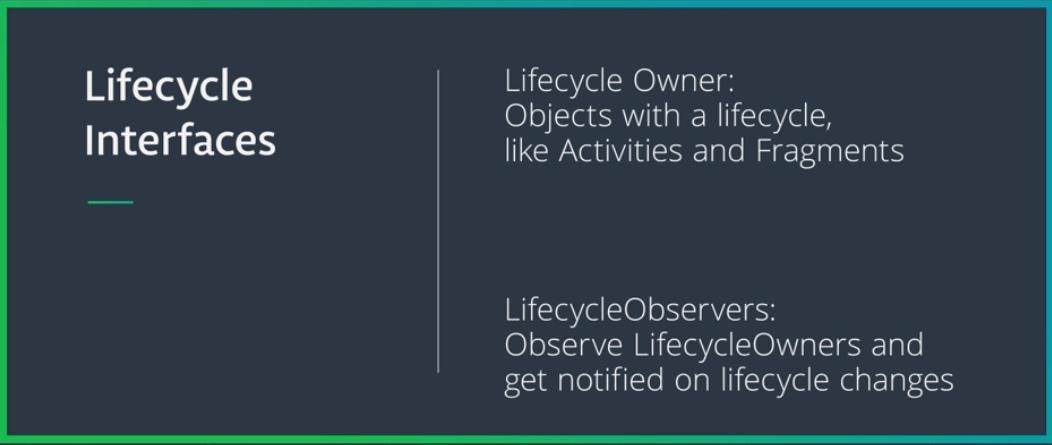 Lifecycle
Interfaces
Lifecycle Owner:
Objects with a lifecycle,
like Activities and Fragments
LifecycleObservers:
Observe LifecycleOwners and
get notified on lifecycle changes